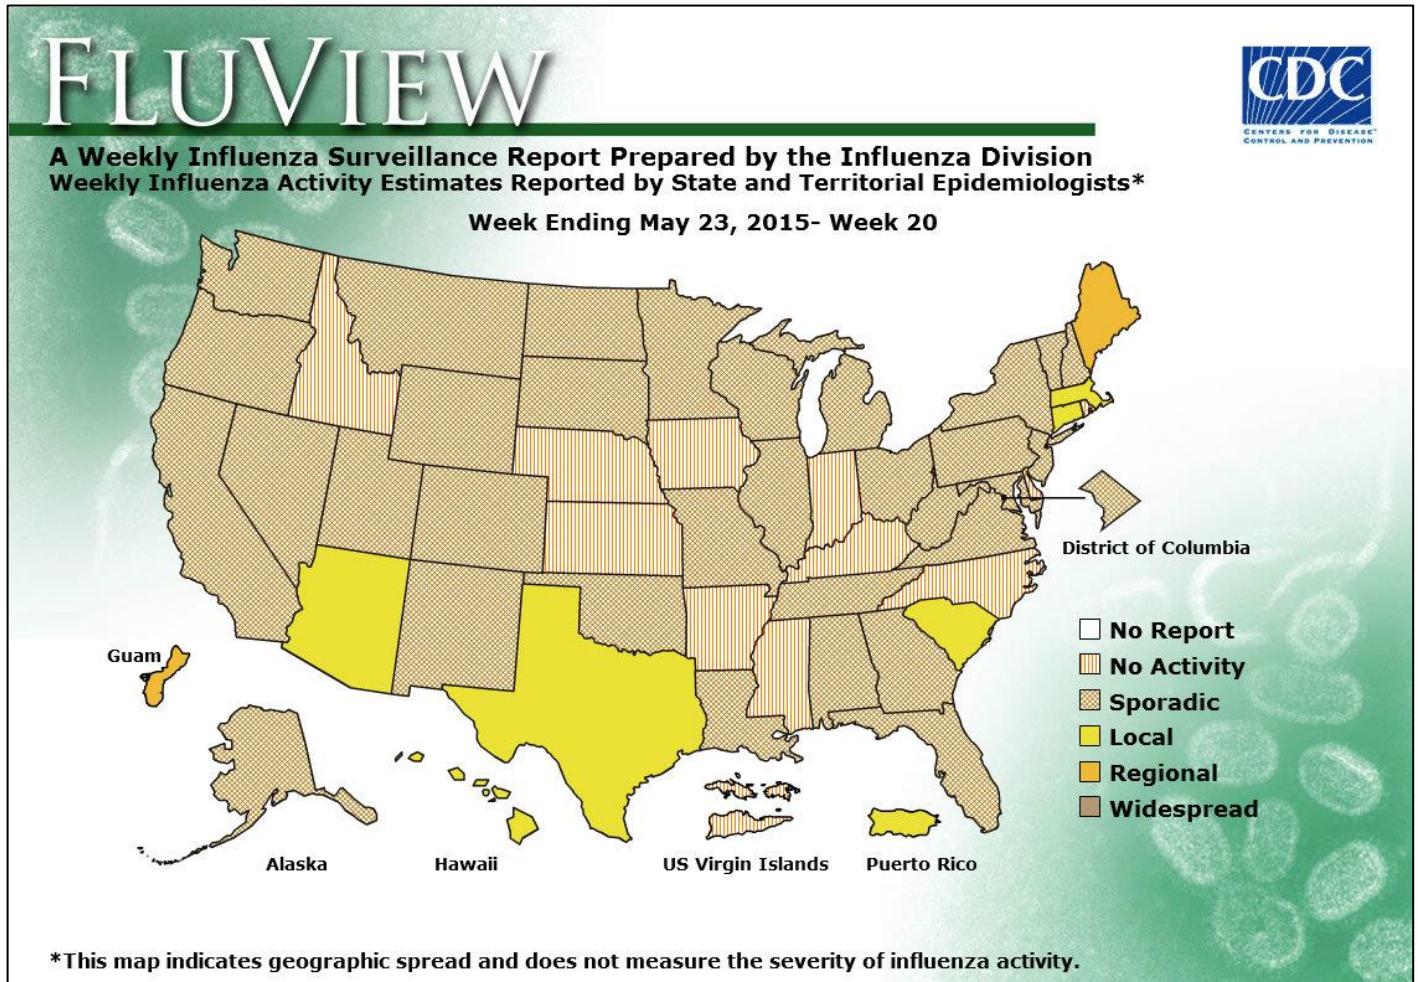 FLUVIEW
CDC
CENTERS FOR DISEASE™
CONTROL AND PREVENTION
A Weekly Influenza Surveillance Report Prepared by the Influenza Division
Weekly Influenza Activity Estimates Reported by State and Territorial Epidemiologists*
Week Ending May 23, 2015- Week 20
District of Columbia
No Report
No Activity
Sporadic
Local
Regional
Widespread
Guam
Alaska
Hawaii
US Virgin Islands
Puerto Rico
*This map indicates geographic spread and does not measure the severity of influenza activity.